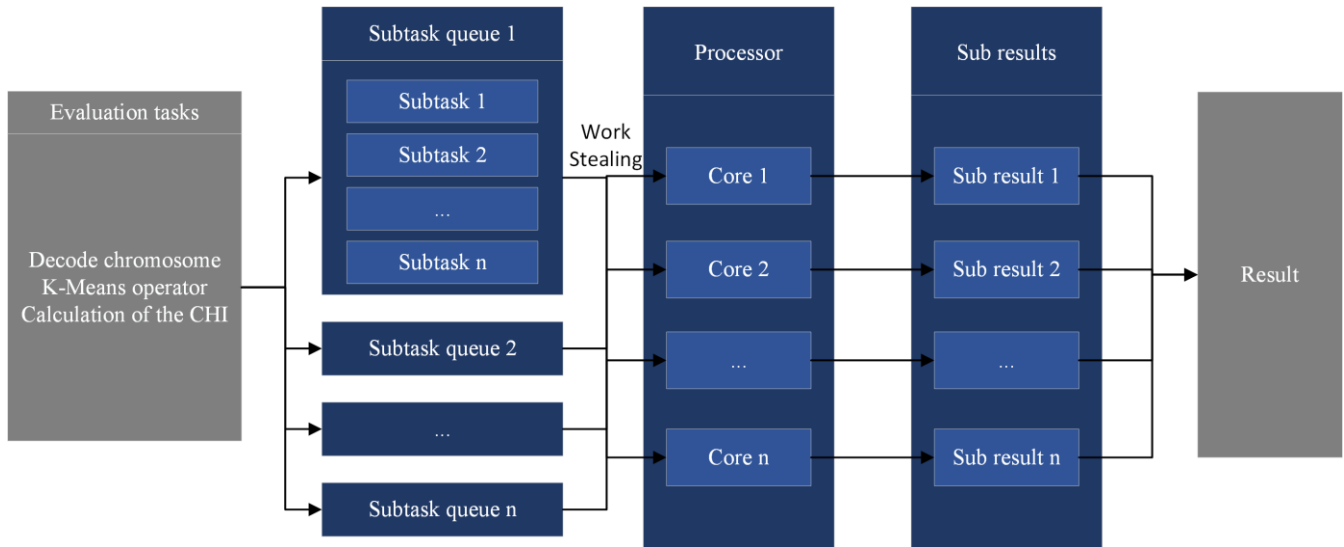 Evaluation tasks
Decode chromosome
K-Means operator
Calculation of the CHI
Subtask queue 1
Subtask 1
Subtask 2
...
Subtask n
Subtask queue 2
...
Subtask queue n
Work
Stealing
Processor
Core 1
Core 2
...
Core n
Sub results
Sub result 1
Sub result 2
...
Sub result n
Result